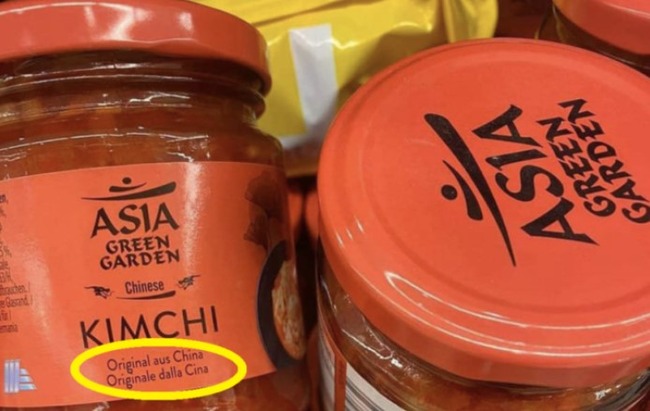 ASIA
GREEN
GARDEN
Chinese
KIMCHI
Original aus China
Originale dalla Cina
ASIA
GREEN
GARDEN